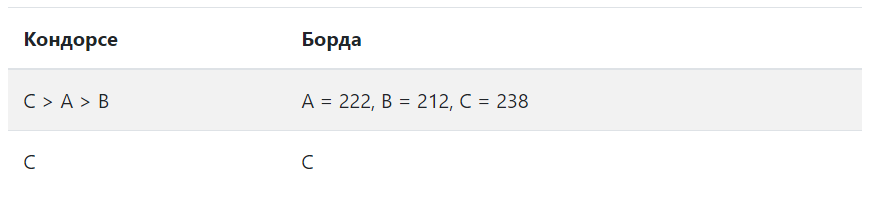 Кондорсе Борда
C > A > B A = 222, B = 212, C = 238
C C